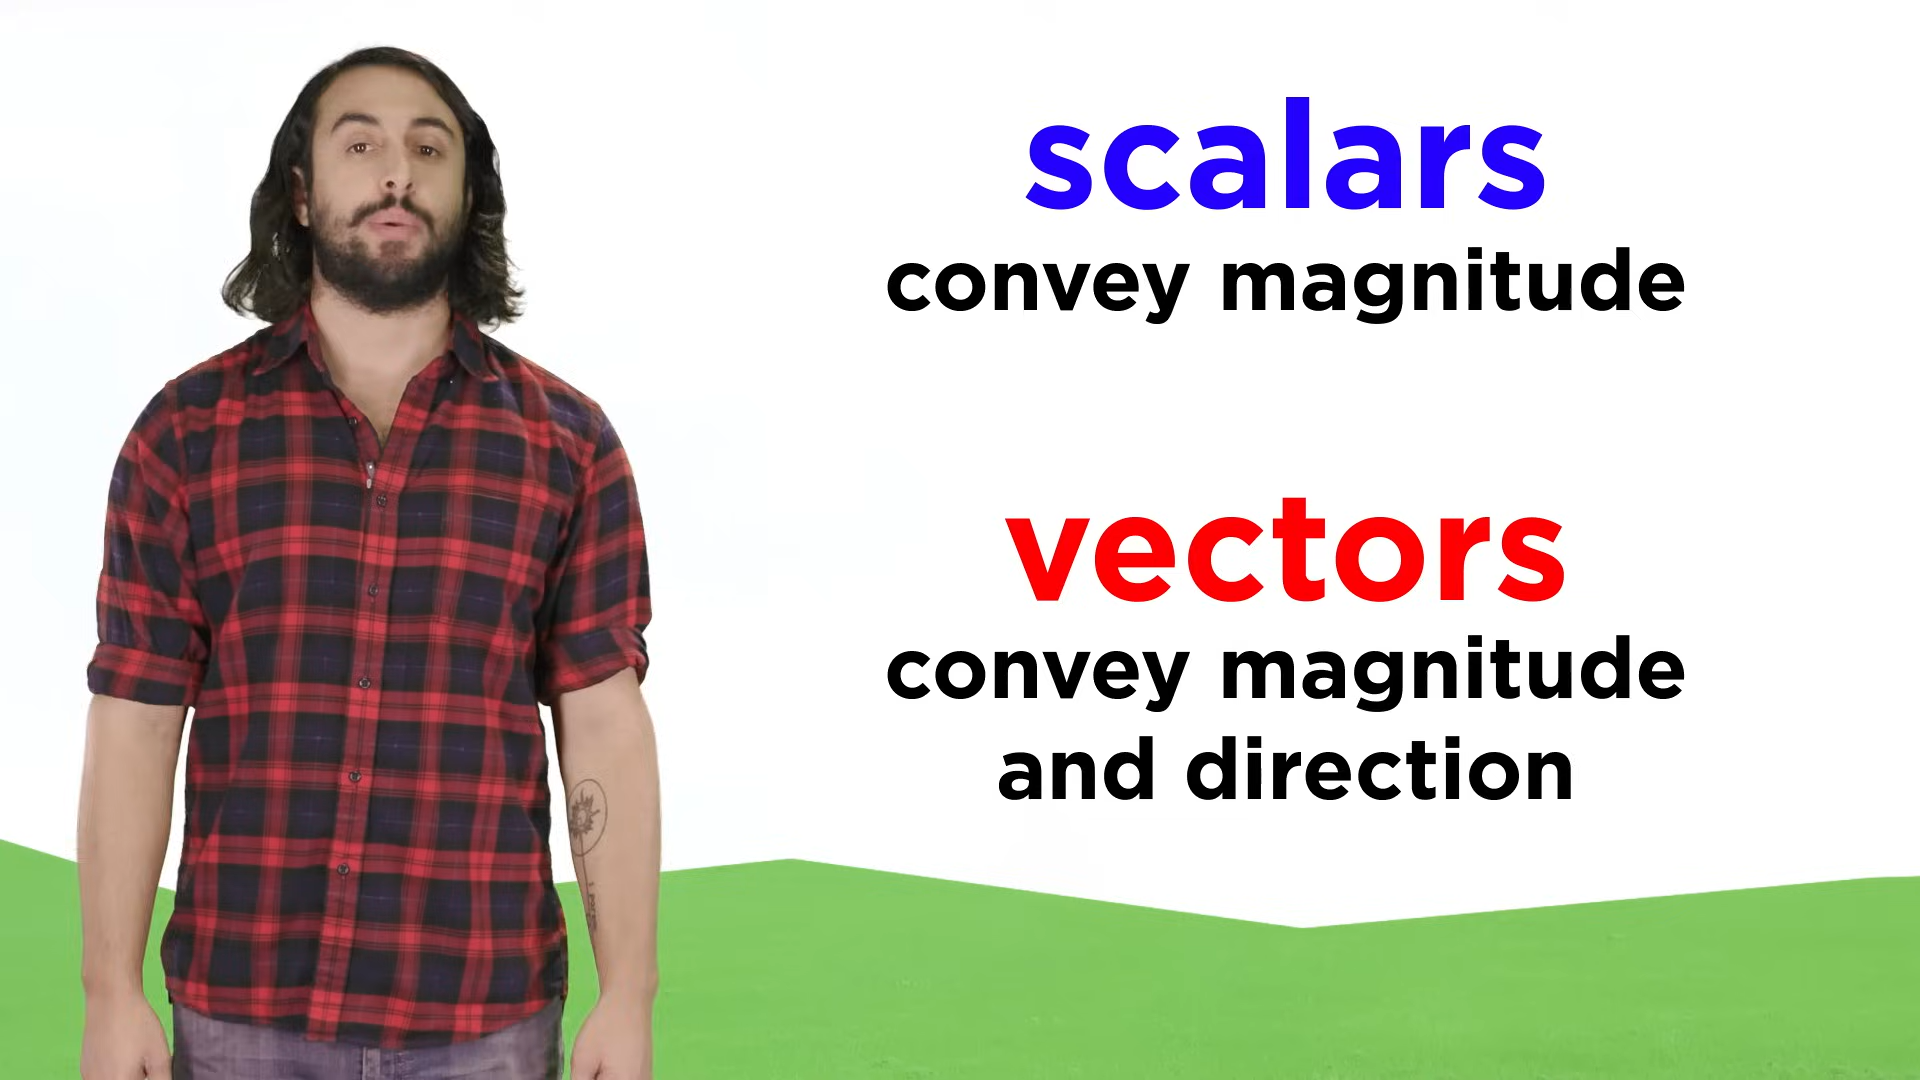 scalars
convey magnitude
vectors
convey magnitude
and direction